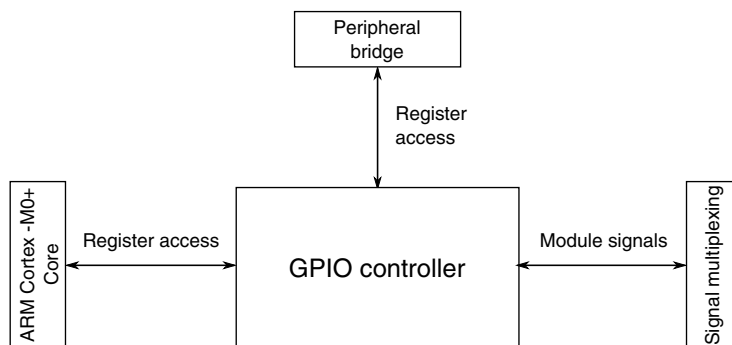 Peripheral
bridge
Register
access
ARM Cortex -M0+
Core
Register access
GPIO controller
Module signals
Signal multiplexing